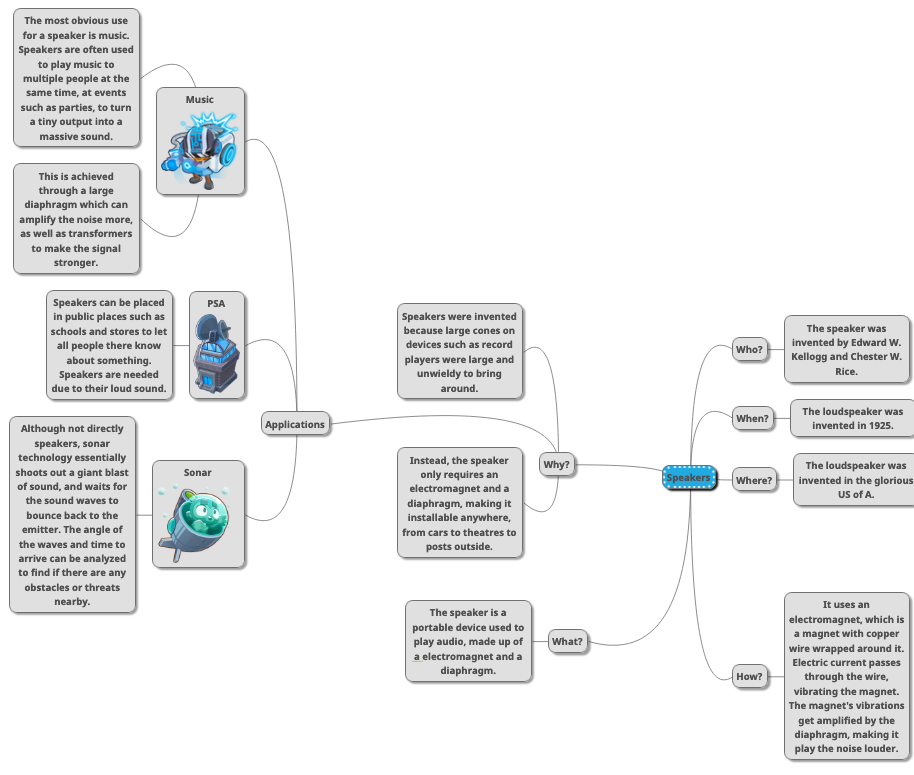 The most obvious use
for a speaker is music.
Speakers are often used
to play music to
multiple people at the
same time, at events
such as parties, to turn
a tiny output into a
massive sound.
Music
This is achieved
through a large
diaphragm which can
amplify the noise more,
as well as transformers
to make the signal
stronger.
Speakers can be placed
in public places such as
schools and stores to let
all people there know
about something.
Speakers are needed
due to their loud sound.
PSA
Although not directly
speakers, sonar
technology essentially
shoots out a giant blast
of sound, and waits for
the sound waves to
bounce back to the
emitter. The angle of
the waves and time to
arrive can be analyzed
to find if there are any
obstacles or threats
nearby.
Sonar
Applications
Speakers were invented
because large cones on
devices such as record
players were large and
unwieldy to bring
around.
Instead, the speaker
only requires an
electromagnet and a
diaphragm, making it
installable anywhere,
from cars to theatres to
posts outside.
Why?
The speaker is a
portable device used to
play audio, made up of
a electromagnet and a
diaphragm.
What?
Speakers
Who?
The speaker was
invented by Edward W.
Kellogg and Chester W.
Rice.
When?
The loudspeaker was
invented in 1925.
Where?
The loudspeaker was
invented in the glorious
US of A.
How?
It uses an
electromagnet, which is
a magnet with copper
wire wrapped around it.
Electric current passes
through the wire,
vibrating the magnet.
The magnet's vibrations
get amplified by the
diaphragm, making it
play the noise louder.